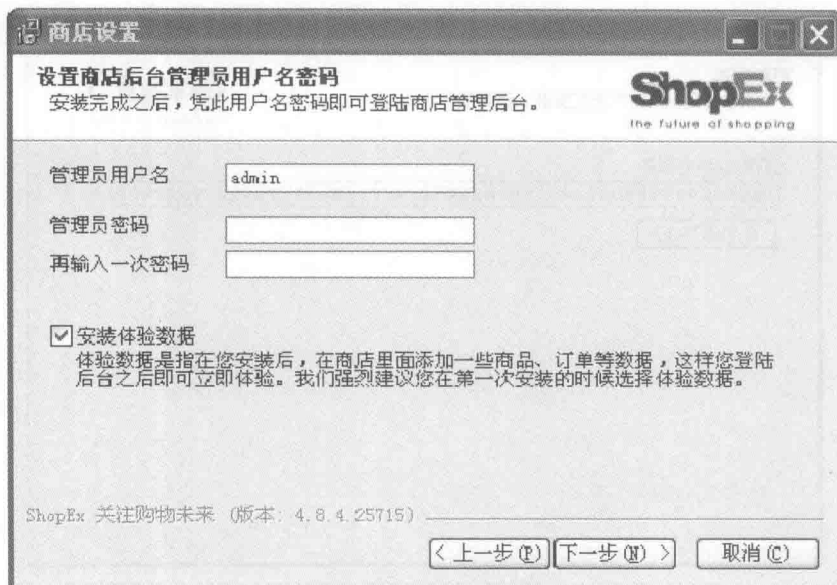 商店设置
设置商店后台管理员用户名密码
安装完成之后，凭此用户名密码即可登陆商店管理后台。
ShopEx
the future of shopping
管理员用户名
admin
管理员密码
再输入一次密码
安装体验数据
体验数据是指在您安装后，在商店里面添加一些商品、订单等数据，这样您登陆
后台之后即可立即体验。我们强烈建议您在第一次安装的时候选择体验数据。
ShopEx 关注购物未来 (版本: 4.8.4.25715)
< 上一步(P) 下一步(N) > 取消(C)